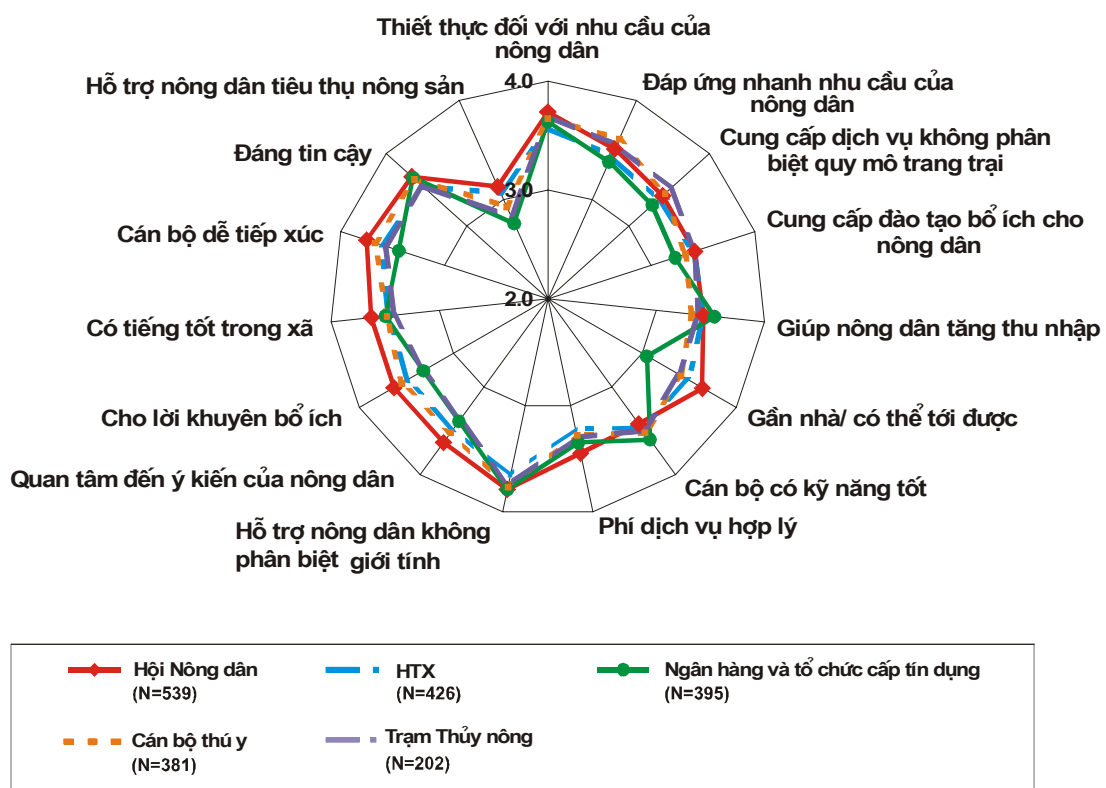 Thiết thực đối với nhu cầu của
nông dân
4.0
Hỗ trợ nông dân tiêu thụ nông sản
Đáp ứng nhanh nhu cầu của
nông dân
Cung cấp dịch vụ không phân
biệt quy mô trang trại
Đáng tin cậy
3.0
Cán bộ dễ tiếp xúc
Cung cấp đào tạo bổ ích cho
nông dân
2.0
Có tiếng tốt trong xã
Giúp nông dân tăng thu nhập
Cho lời khuyên bổ ích
Gần nhà/ có thể tới được
Quan tâm đến ý kiến của nông dân
Cán bộ có kỹ năng tốt
Hỗ trợ nông dân không
phân biệt giới tính
Phí dịch vụ hợp lý
Hội Nông dân
(N=539)
HTX
(N=426)
Ngân hàng và tổ chức cấp tín dụng
(N=395)
Cán bộ thú y
(N=381)
Trạm Thủy nông
(N=202)